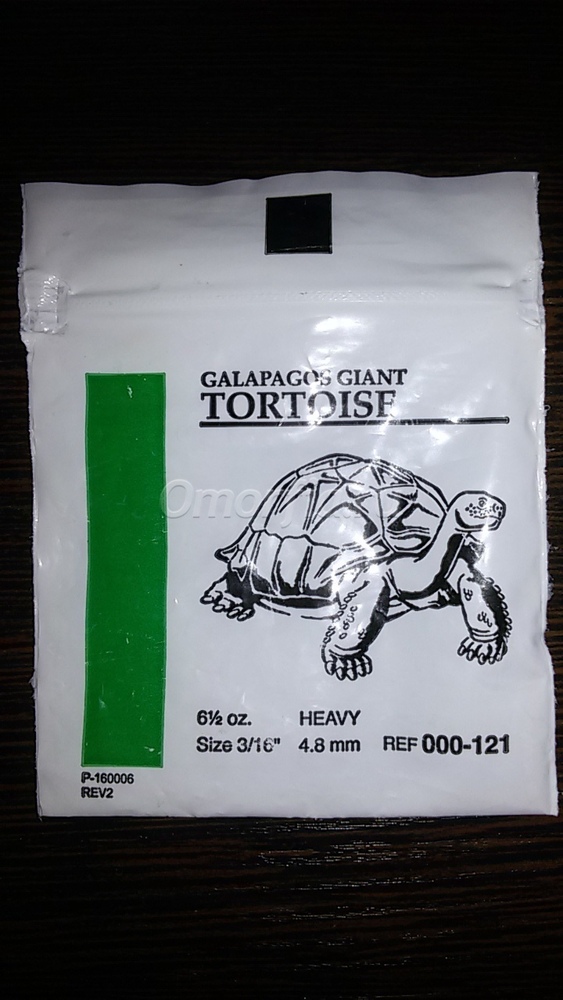 GALAPAGOS GIANT
TORTOISE
6½ oz. HEAVY
Size 3/16" 4.8 mm REF 000-121
P-160006
REV2